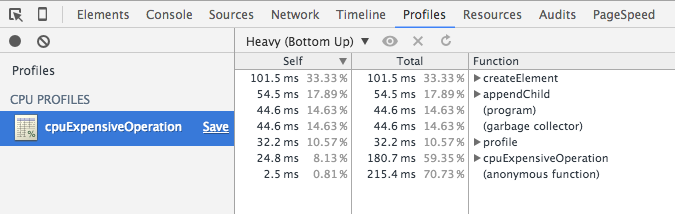 Elements Console Sources Network Timeline Profiles Resources Audits PageSpeed
Heavy (Bottom Up) ▼
Profiles
CPU PROFILES
cpuExpensiveOperation Save
%
Self ▼ Total Function
101.5 ms 33.33 % 101.5 ms 33.33 % ▶ createElement
54.5 ms 17.89 % 54.5 ms 17.89 % ▶ appendChild
44.6 ms 14.63 % 44.6 ms 14.63 % (program)
44.6 ms 14.63 % 44.6 ms 14.63 % (garbage collector)
32.2 ms 10.57 % 32.2 ms 10.57 % ▶ profile
24.8 ms 8.13 % 180.7 ms 59.35 % ▶ cpuExpensiveOperation
2.5 ms 0.81 % 215.4 ms 70.73 % (anonymous function)